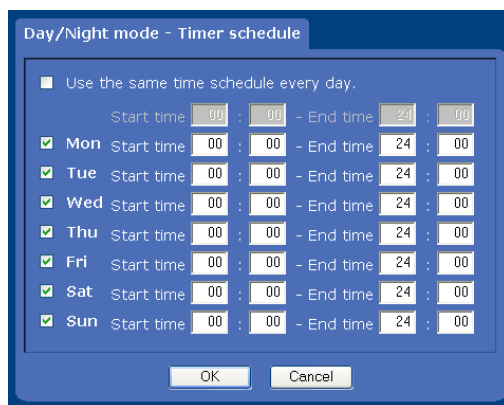 Day/Night mode - Timer schedule
Use the same time schedule every day.
Start time 00 : 00 - End time 24 : 00
Mon Start time 00 : 00 - End time 24 : 00
Tue Start time 00 : 00 - End time 24 : 00
Wed Start time 00 : 00 - End time 24 : 00
Thu Start time 00 : 00 - End time 24 : 00
Fri Start time 00 : 00 - End time 24 : 00
Sat Start time 00 : 00 - End time 24 : 00
Sun Start time 00 : 00 - End time 24 : 00
OK Cancel